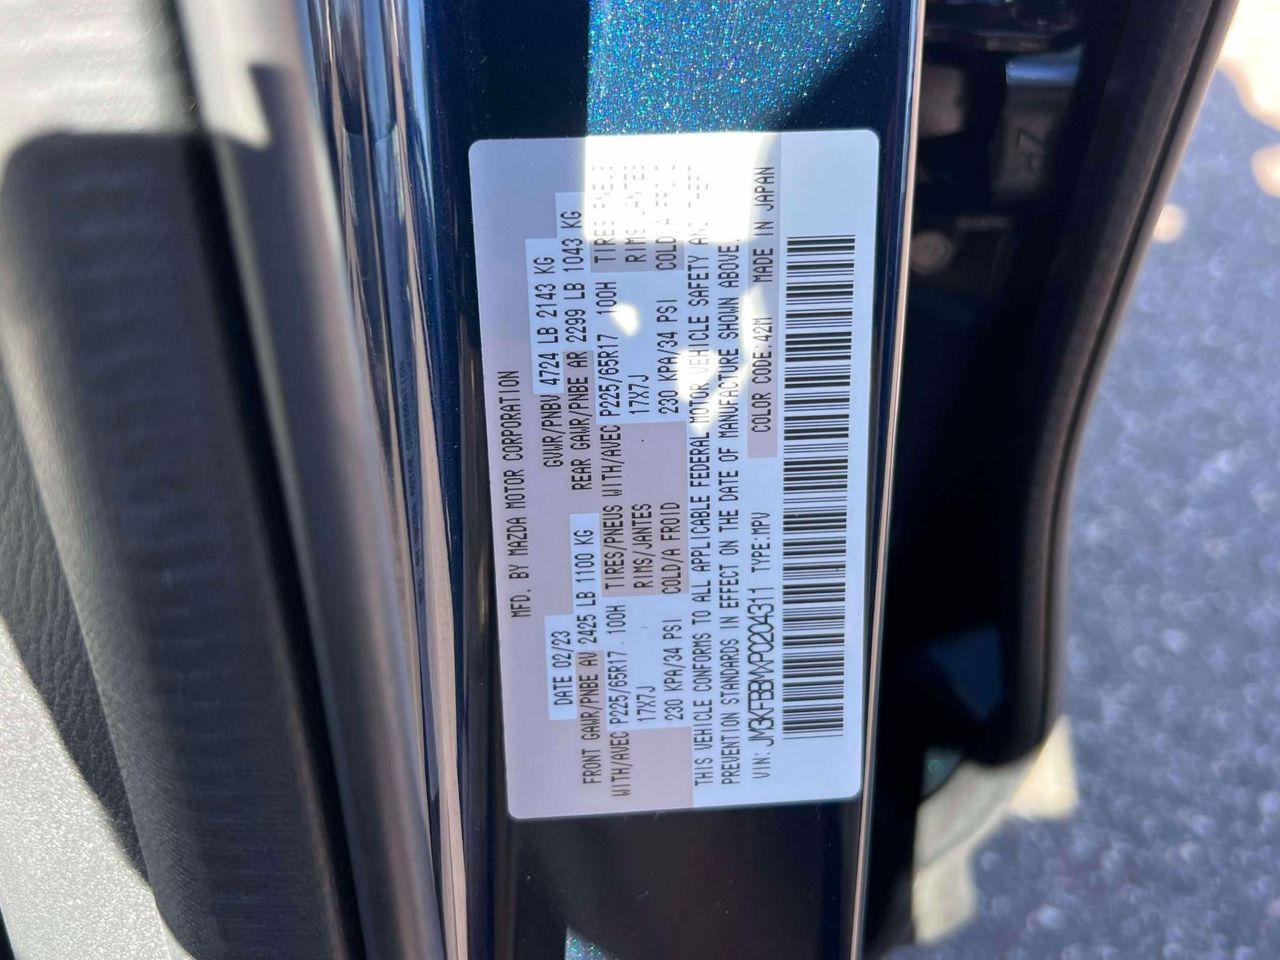 MFD. BY MAZDA MOTOR CORPORATION
DATE 02/23 GVWR/PNBV 4724 LB 2143 KG
FRONT GAWR/PNBE AV 2425 LB 1100 KG REAR GAWR/PNBE AR 2299 LB 1043 KG
WITH/AVEC P225/65R17 100H TIRES/PNEUS WITH/AVEC P225/65R17 100H TIRES
17X7J RIMS/JANTES 17X7J RIMS
230 KPA/34 PSI COLD/A FROID 230 KPA/34 PSI COLD/A
THIS VEHICLE CONFORMS TO ALL APPLICABLE FEDERAL MOTOR VEHICLE SAFETY
PREVENTION STANDARDS IN EFFECT ON THE DATE OF MANUFACTURE SHOWN ABOVE.
VIN: JM3KFBBMXP0204311 TYPE:MPV COLOR CODE:42M MADE IN JAPAN